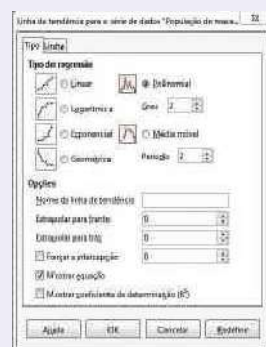 Linha de tendência para a série de dados "População de maca...
Tipo Linha
Tipo de regressão
Linear
Polinomial
Logarítmica
Grau 2
Exponencial
Média móvel
Geométrica
Período 2
Opções
Nome da linha de tendência
Extrapolar para frente 0
Extrapolar para trás 0
Forçar a intercepção 0
Mostrar equação
Mostrar coeficiente de determinação (R²)
Ajuda OK Cancelar Redefinir